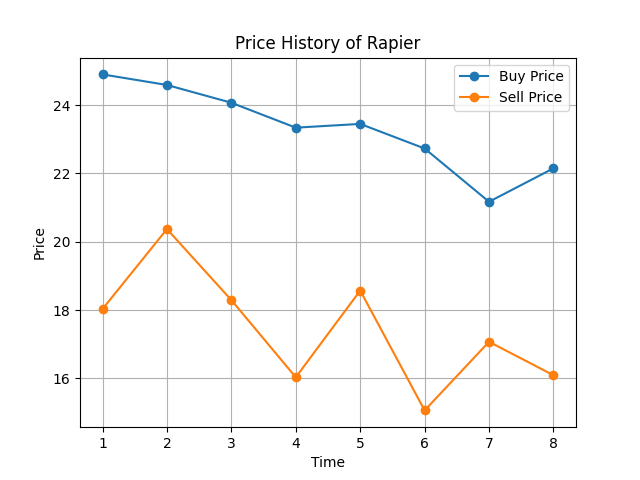 Price History of Rapier
Buy Price
Sell Price
24
22
20
18
16
Price
1 2 3 4 5 6 7 8
Time